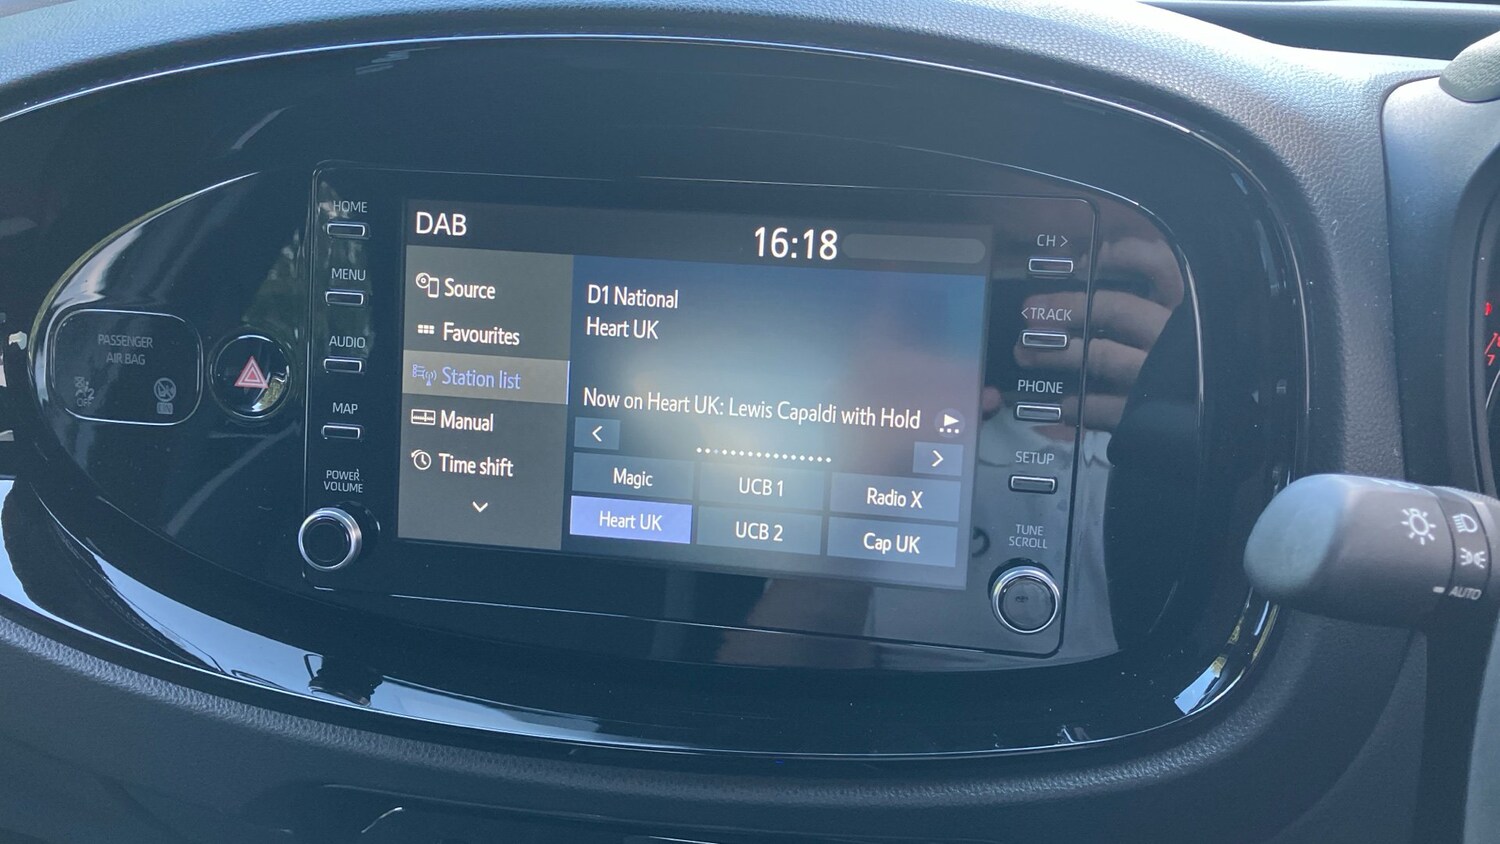 HOME
MENU
AUDIO
MAP
POWER
VOLUME
PASSENGER
AIR BAG
OFF
DAB
16:18
Source
Favourites
Station list
Manual
Time shift
D1 National
Heart UK
Now on Heart UK: Lewis Capaldi with Hold
Magic
UCB 1
Radio X
Heart UK
UCB 2
Cap UK
CH >
< TRACK
PHONE
SETUP
TUNE
SCROLL
AUTO